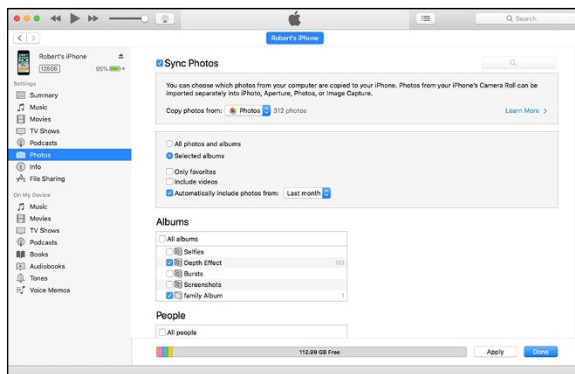 Search
Robert's iPhone
Robert's iPhone
128GB
95%
Settings
Summary
Music
Movies
TV Shows
Podcasts
Photos
Info
File Sharing
On My Device
Music
Movies
TV Shows
Podcasts
Books
Audiobooks
Tones
Voice Memos
Sync Photos
You can choose which photos from your computer are copied to your iPhone. Photos from your iPhone's Camera Roll can be
imported separately into iPhoto, Aperture, Photos, or Image Capture.
Copy photos from: Photos 312 photos
Learn More
All photos and albums
Selected albums
Only favorites
Include videos
Automatically include photos from: Last month
Albums
All albums
Selfies
Depth Effect 122
Bursts
Screenshots
family Album 1
People
All people
112.99 GB Free
Apply
Done